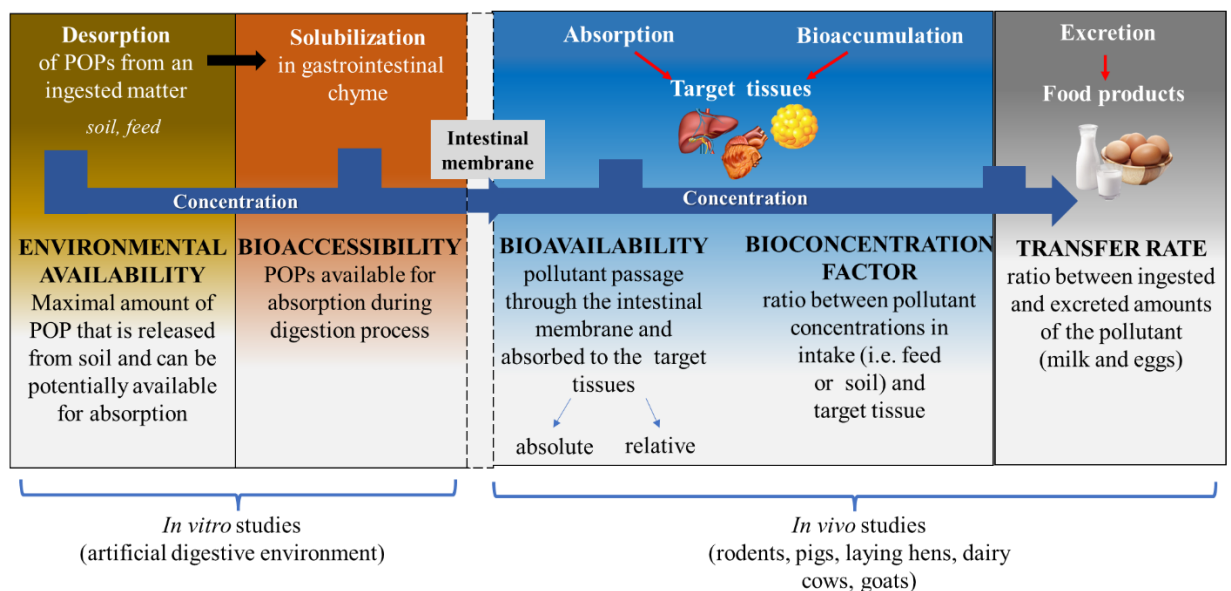 Desorption
of POPs from an
ingested matter
soil, feed
Solubilization
in gastrointestinal
chyme
Intestinal
membrane
Absorption
Bioaccumulation
Target tissues
Excretion
Food products
Concentration
Concentration
ENVIRONMENTAL
AVAILABILITY
Maximal amount of
POP that is released
from soil and can be
potentially available
for absorption
BIOACCESSIBILITY
POPs available for
absorption during
digestion process
BIOAVAILABILITY
pollutant passage
through the intestinal
membrane and
absorbed to the target
tissues
absolute
relative
BIOCONCENTRATION
FACTOR
ratio between pollutant
concentrations in
intake (i.e. feed
or soil) and
target tissue
TRANSFER RATE
ratio between ingested
and excreted amounts
of the pollutant
(milk and eggs)
In vitro studies
(artificial digestive environment)
In vivo studies
(rodents, pigs, laying hens, dairy
cows, goats)